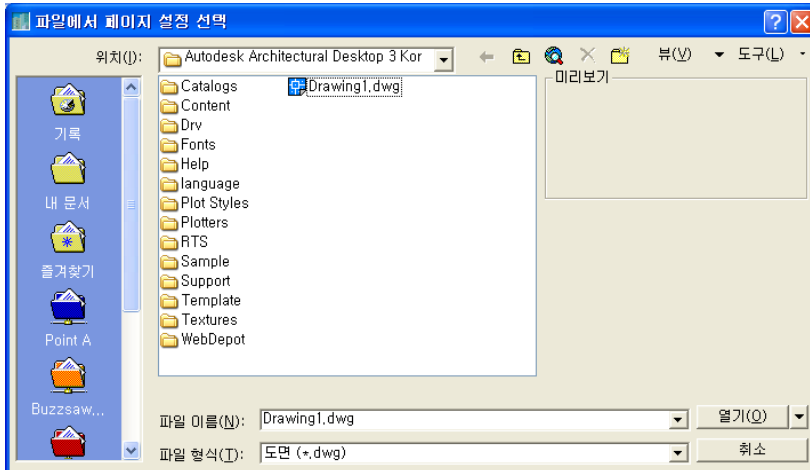 파일에서 페이지 설정 선택
위치(I):
Autodesk Architectural Desktop 3 Kor
뷰(V)
도구(L)
기록
내 문서
즐겨찾기
Point A
Buzzsaw...
Catalogs
Content
Drv
Fonts
Help
language
Plot Styles
Plotters
RTS
Sample
Support
Template
Textures
WebDepot
Drawing1.dwg
미리보기
파일 이름(N):
Drawing1.dwg
열기(O)
파일 형식(T):
도면 (*.dwg)
취소